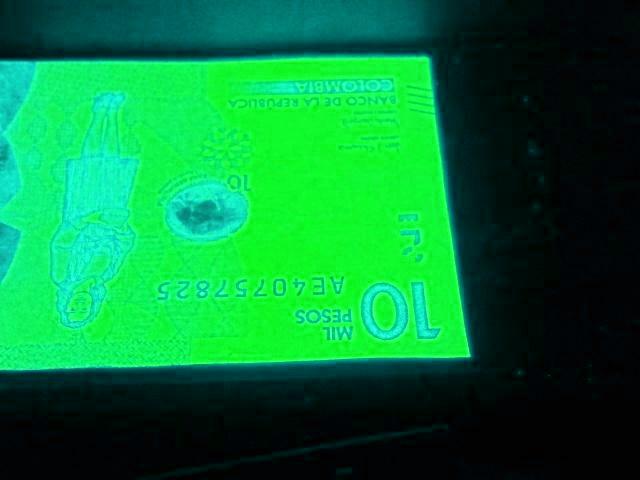 10
MIL
PESOS
AE40757825
10
BANCO DE LA REPÚBLICA
COLOMBIA